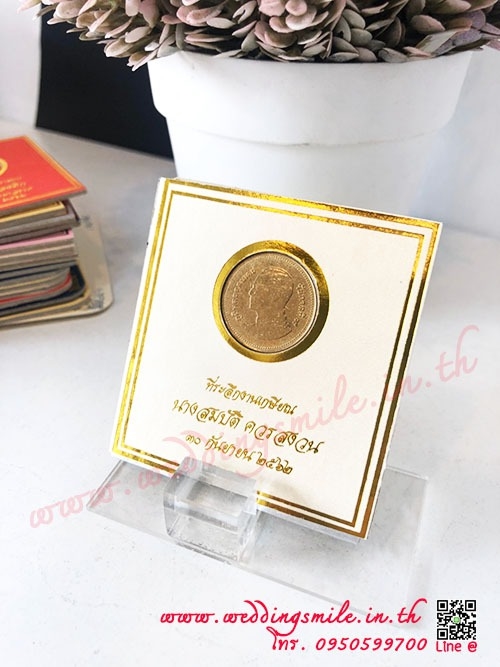 ที่ระลึกงานเกษียณ
นางสมบัติ ควรสงวน
๓๐ กันยายน ๒๕๖๒
www.weddingsmile.in.th
www.weddingsmile.in.th
โทร. 0950599700 Line @